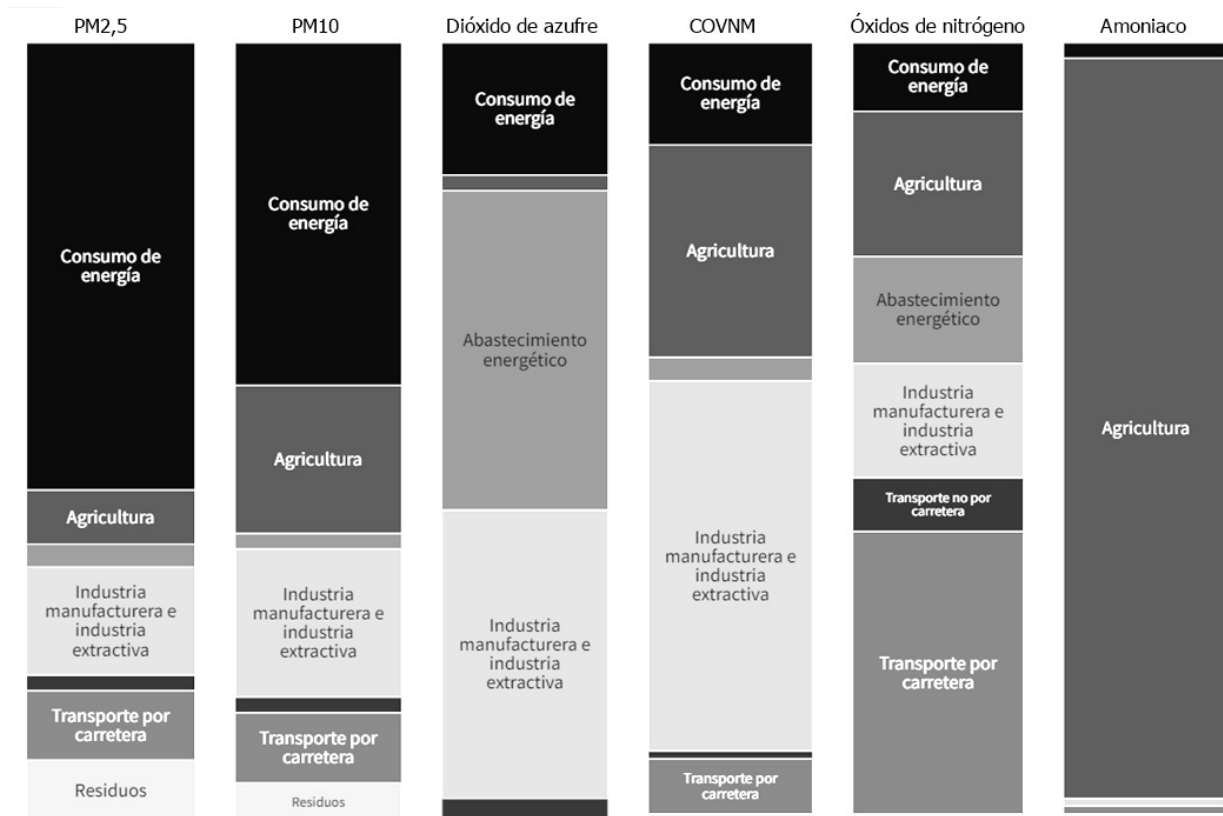 PM2,5
PM10
Dióxido de azufre
COVNM
Óxidos de nitrógeno
Amoniaco
Consumo de
energía
Agricultura
Industria
manufacturera e
industria
extractiva
Transporte por
carretera
Residuos
Consumo de
energía
Agricultura
Industria
manufacturera e
industria
extractiva
Transporte por
carretera
Residuos
Consumo de
energía
Abastecimiento
energético
Industria
manufacturera e
industria
extractiva
Consumo de
energía
Agricultura
Industria
manufacturera e
industria
extractiva
Transporte por
carretera
Consumo de
energía
Agricultura
Abastecimiento
energético
Industria
manufacturera e
industria
extractiva
Transporte no por
carretera
Transporte por
carretera
Agricultura